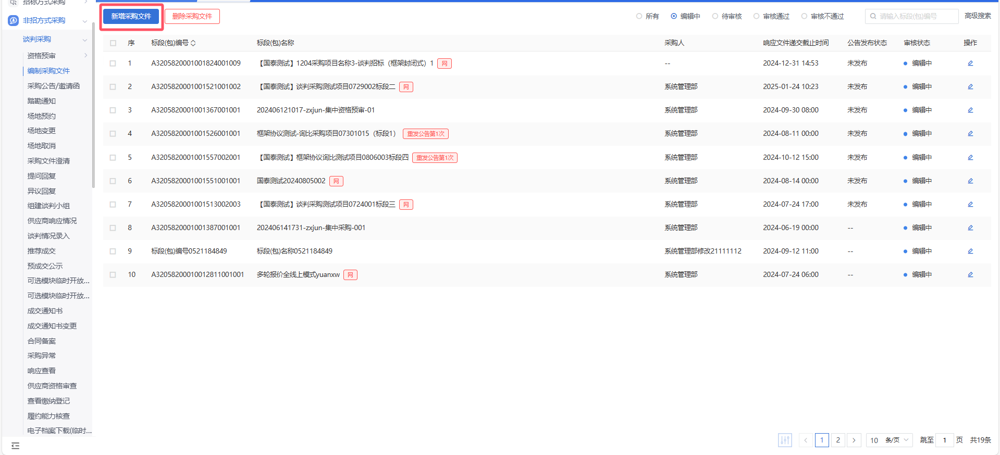 招标方式采购
非招方式采购
谈判采购
资格预审
编制采购文件
采购公告/邀请函
踏勘通知
场地预约
场地变更
场地取消
采购文件澄清
提问回复
异议回复
组建谈判小组
供应商响应情况
谈判情况录入
推荐成交
预成交公示
可选模块临时开放...
可选模块临时开放...
成交通知书
成交通知书变更
合同备案
采购异常
响应查看
供应商资格审查
查看缴纳登记
履约能力核查
电子档案下载(临时...
新增采购文件 删除采购文件 所有 编辑中 待审核 审核通过 审核不通过 请输入标段(包)编号 高级搜索
序 标段(包)编号 标段(包)名称 采购人 响应文件递交截止时间 公告发布状态 审核状态 操作
1 A3205820001001824001009 【国泰测试】1204采购项目名称3-谈判招标（框架封闭式）1 网 -- 2024-12-31 14:53 未发布 编辑中
2 A3205820001001521001002 【国泰测试】谈判采购测试项目0729002标段二 网 系统管理部 2025-01-24 10:23 未发布 编辑中
3 A3205820001001367001001 202406121017-zxjun-集中资格预审-01 系统管理部 2024-09-30 08:00 未发布 编辑中
4 A3205820001001526001001 框架协议测试-询比采购项目07301015（标段1） 重发公告第1次 系统管理部 2024-08-11 00:00 未发布 编辑中
5 A3205820001001557002001 【国泰测试】框架协议询比测试项目0806003标段四 重发公告第1次 系统管理部 2024-10-12 15:00 未发布 编辑中
6 A3205820001001551001001 国泰测试20240805002 网 系统管理部 2024-08-14 00:00 未发布 编辑中
7 A3205820001001513002003 【国泰测试】谈判采购测试项目0724001标段三 网 系统管理部 2024-07-24 17:00 未发布 编辑中
8 A3205820001001387001001 202406141731-zxjun-集中采购-001 系统管理部 2024-06-19 00:00 -- 编辑中
9 标段(包)编号0521184849 标段(包)名称0521184849 系统管理部修改21111112 2024-09-12 11:00 -- 编辑中
10 A32058200010012811001001 多轮报价全线上模式yuanxw 网 系统管理部 2024-07-24 06:00 -- 编辑中
1 2 10 条/页 跳至 1 页 共19条